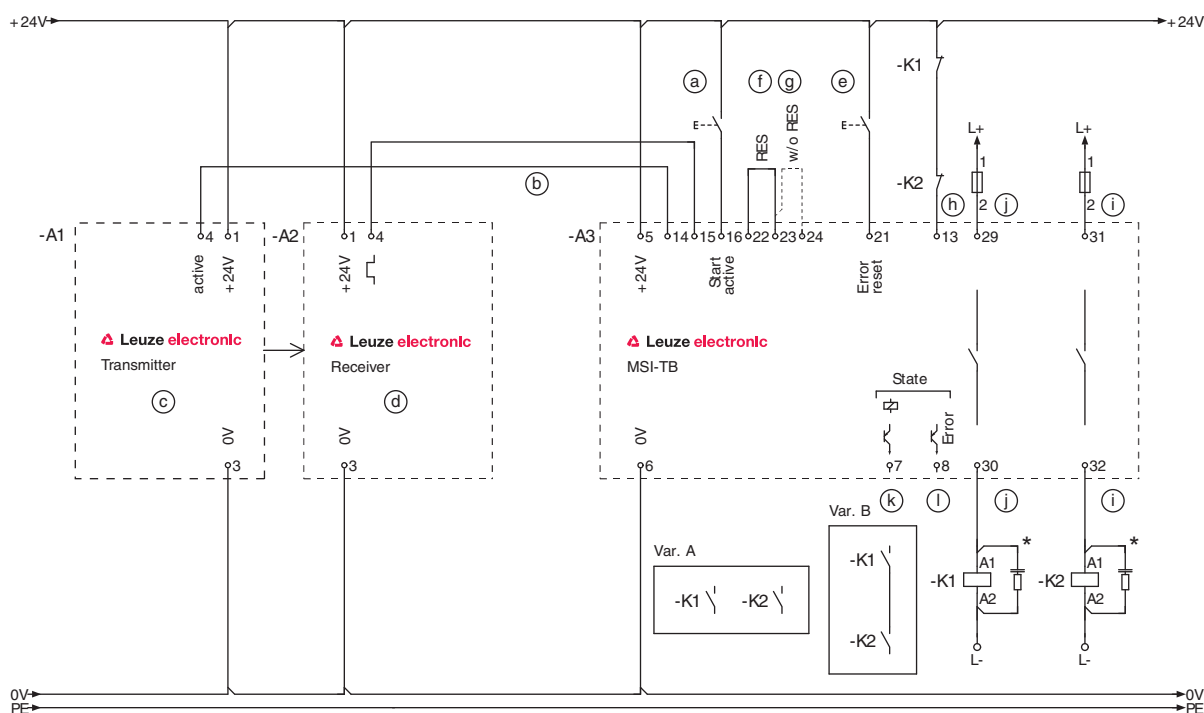 +24V
+24V
-K1
a
f
g
e
RES
w/o RES
L+
L+
1
1
b
-K2
h
2
j
2
i
-A1
4
1
-A2
1
4
-A3
5
14
15
16
22
23
24
21
13
29
31
active
+24V
+24V
+24V
Start
active
Error
reset
Leuze electronic
Transmitter
Leuze electronic
Receiver
Leuze electronic
MSI-TB
c
d
State
Error
0V
0V
0V
3
3
6
7
8
30
32
k
l
j
i
Var. A
-K1
-K2
Var. B
-K1
-K2
*
*
-K1
A1
A2
-K2
A1
A2
L-
L-
0V
0V
PE
PE